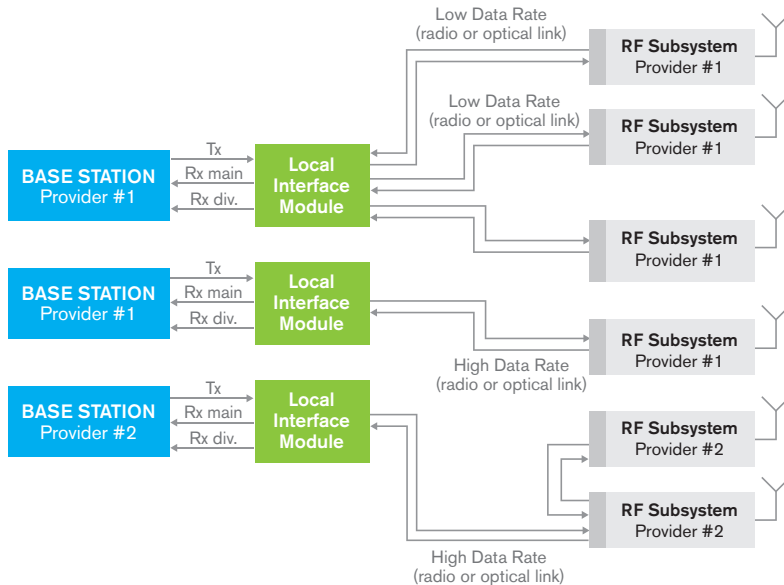 Low Data Rate
(radio or optical link)
RF Subsystem
Provider #1
Low Data Rate
(radio or optical link)
RF Subsystem
Provider #1
BASE STATION
Provider #1
Tx
Rx main
Rx div.
Local
Interface
Module
RF Subsystem
Provider #1
BASE STATION
Provider #1
Tx
Rx main
Rx div.
Local
Interface
Module
RF Subsystem
Provider #1
High Data Rate
(radio or optical link)
BASE STATION
Provider #2
Tx
Rx main
Rx div.
Local
Interface
Module
RF Subsystem
Provider #2
RF Subsystem
Provider #2
High Data Rate
(radio or optical link)